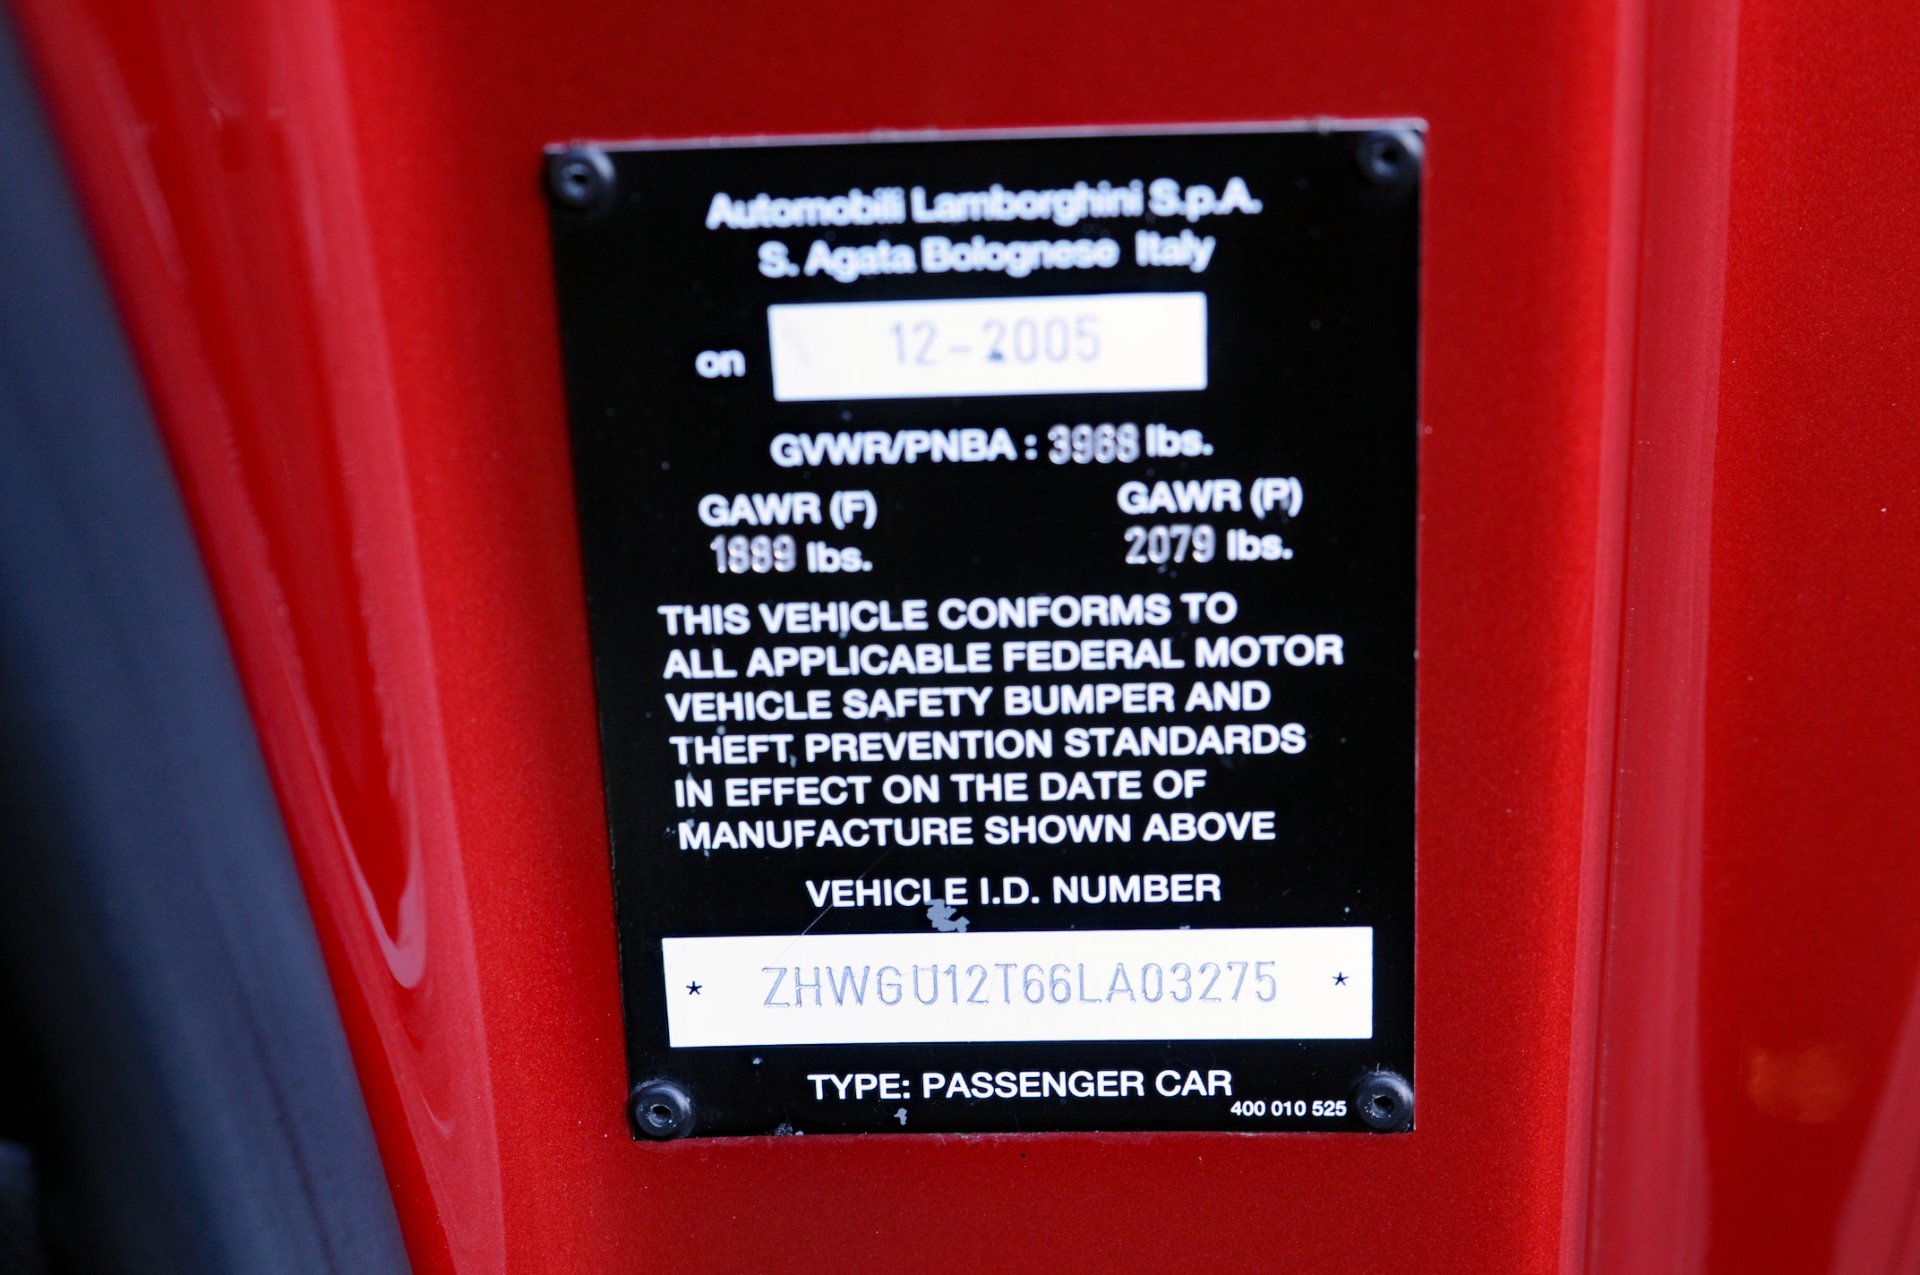 Automobili Lamborghini S.p.A.
S. Agata Bolognese Italy
on 12-2005
GVWR/PNBA : 3968 lbs.
GAWR (F) GAWR (R)
1889 lbs. 2079 lbs.
THIS VEHICLE CONFORMS TO
ALL APPLICABLE FEDERAL MOTOR
VEHICLE SAFETY BUMPER AND
THEFT PREVENTION STANDARDS
IN EFFECT ON THE DATE OF
MANUFACTURE SHOWN ABOVE
VEHICLE I.D. NUMBER
* ZHWGU12T66LA03275 *
TYPE: PASSENGER CAR
400 010 525